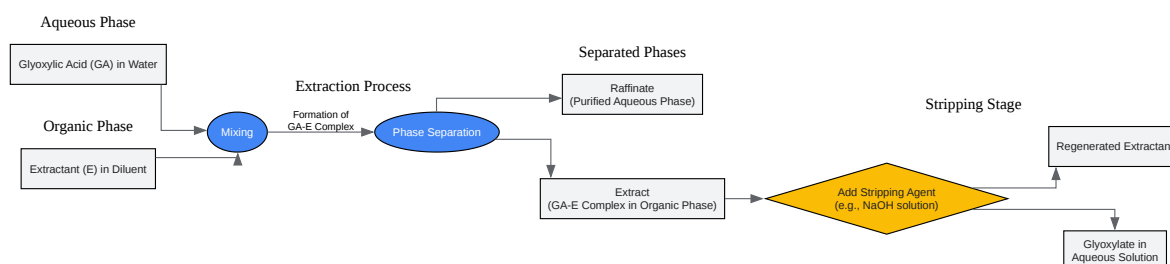 Aqueous Phase
Glyoxylic Acid (GA) in Water
Organic Phase
Extractant (E) in Diluent
Mixing
Extraction Process
Formation of
GA-E Complex
Phase Separation
Separated Phases
Raffinate
(Purified Aqueous Phase)
Extract
(GA-E Complex in Organic Phase)
Stripping Stage
Add Stripping Agent
(e.g., NaOH solution)
Regenerated Extractant
Glyoxylate in
Aqueous Solution